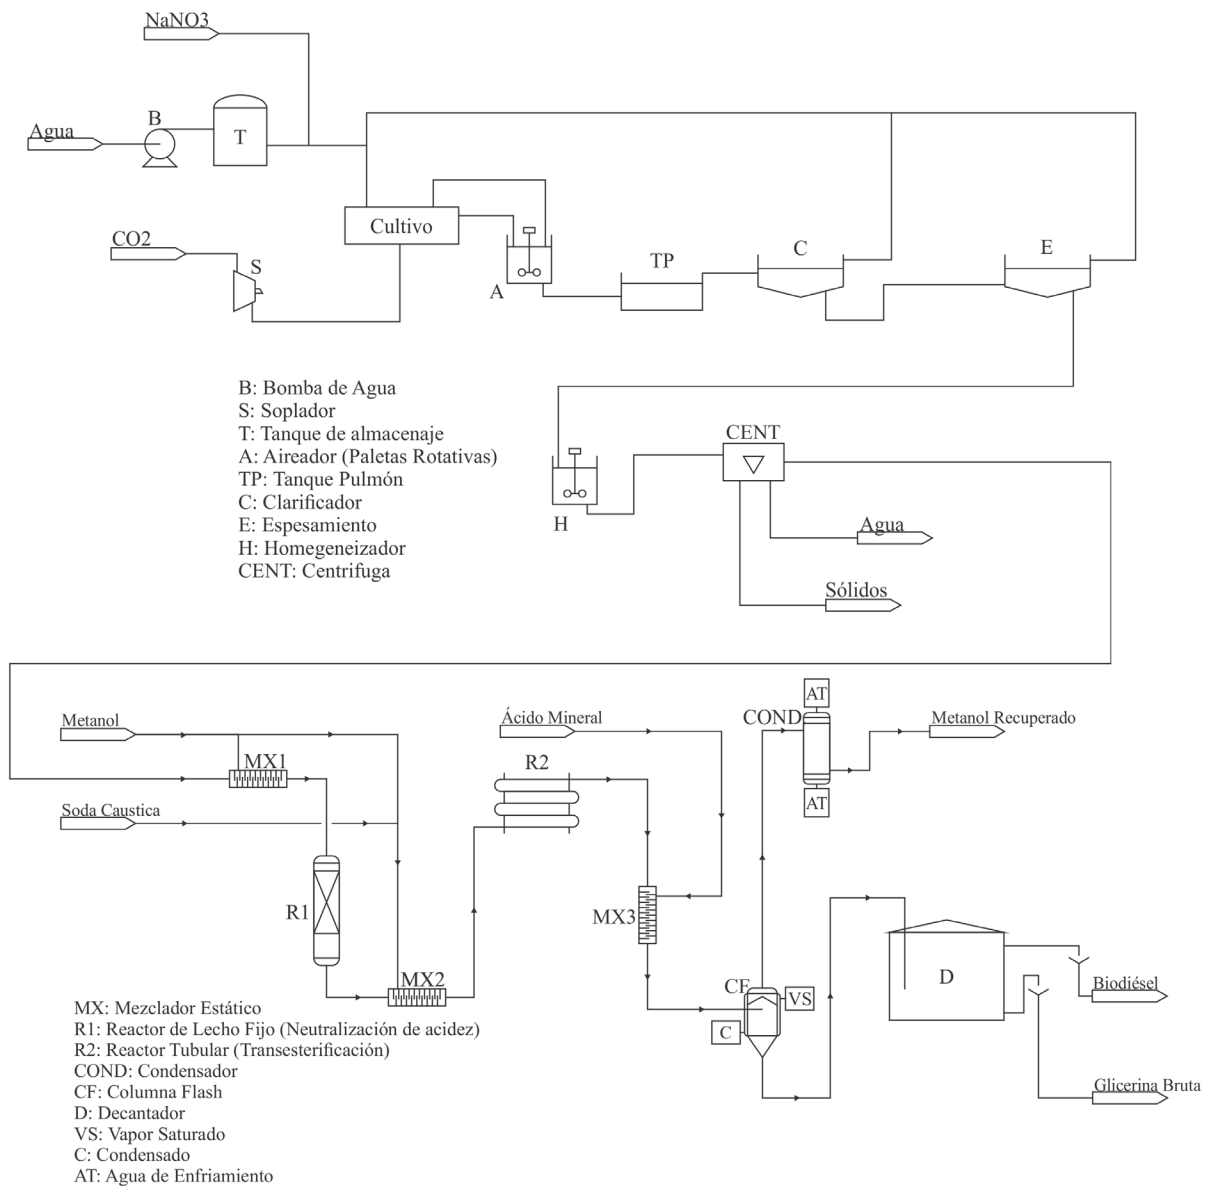 NaNO3
B
Agua
T
CO2
S
Cultivo
A
TP
C
E
B: Bomba de Agua
S: Soplador
T: Tanque de almacenaje
A: Aireador (Paletas Rotativas)
TP: Tanque Pulmón
C: Clarificador
E: Espesamiento
H: Homegeneizador
CENT: Centrifuga
CENT
H
Agua
Sólidos
Metanol
MX1
Soda Caustica
R1
MX2
Ácido Mineral
R2
MX3
AT
COND
AT
Metanol Recuperado
CF
VS
C
D
Biodiésel
Glicerina Bruta
MX: Mezclador Estático
R1: Reactor de Lecho Fijo (Neutralización de acidez)
R2: Reactor Tubular (Transesterificación)
COND: Condensador
CF: Columna Flash
D: Decantador
VS: Vapor Saturado
C: Condensado
AT: Agua de Enfriamiento